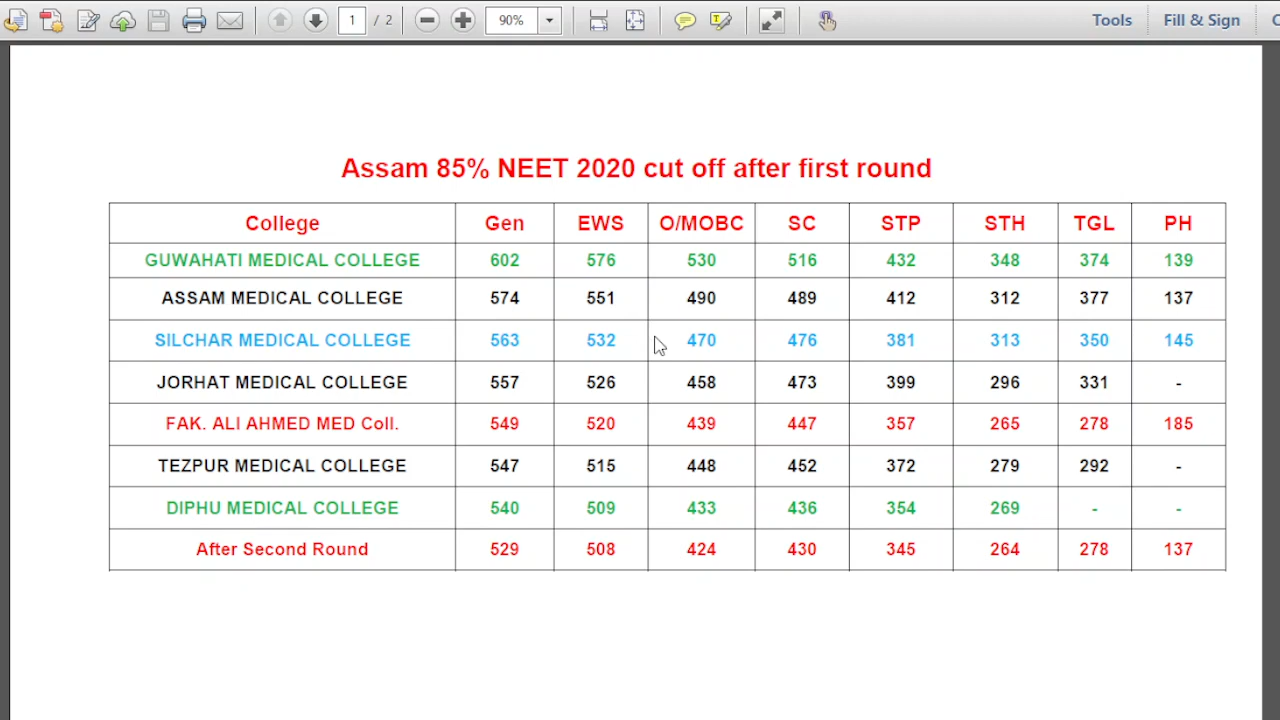 1 / 2 90% Tools Fill & Sign C
Assam 85% NEET 2020 cut off after first round
College Gen EWS O/MOBC SC STP STH TGL PH
GUWAHATI MEDICAL COLLEGE 602 576 530 516 432 348 374 139
ASSAM MEDICAL COLLEGE 574 551 490 489 412 312 377 137
SILCHAR MEDICAL COLLEGE 563 532 470 476 381 313 350 145
JORHAT MEDICAL COLLEGE 557 526 458 473 399 296 331 -
FAK. ALI AHMED MED Coll. 549 520 439 447 357 265 278 185
TEZPUR MEDICAL COLLEGE 547 515 448 452 372 279 292 -
DIPHU MEDICAL COLLEGE 540 509 433 436 354 269 - -
After Second Round 529 508 424 430 345 264 278 137